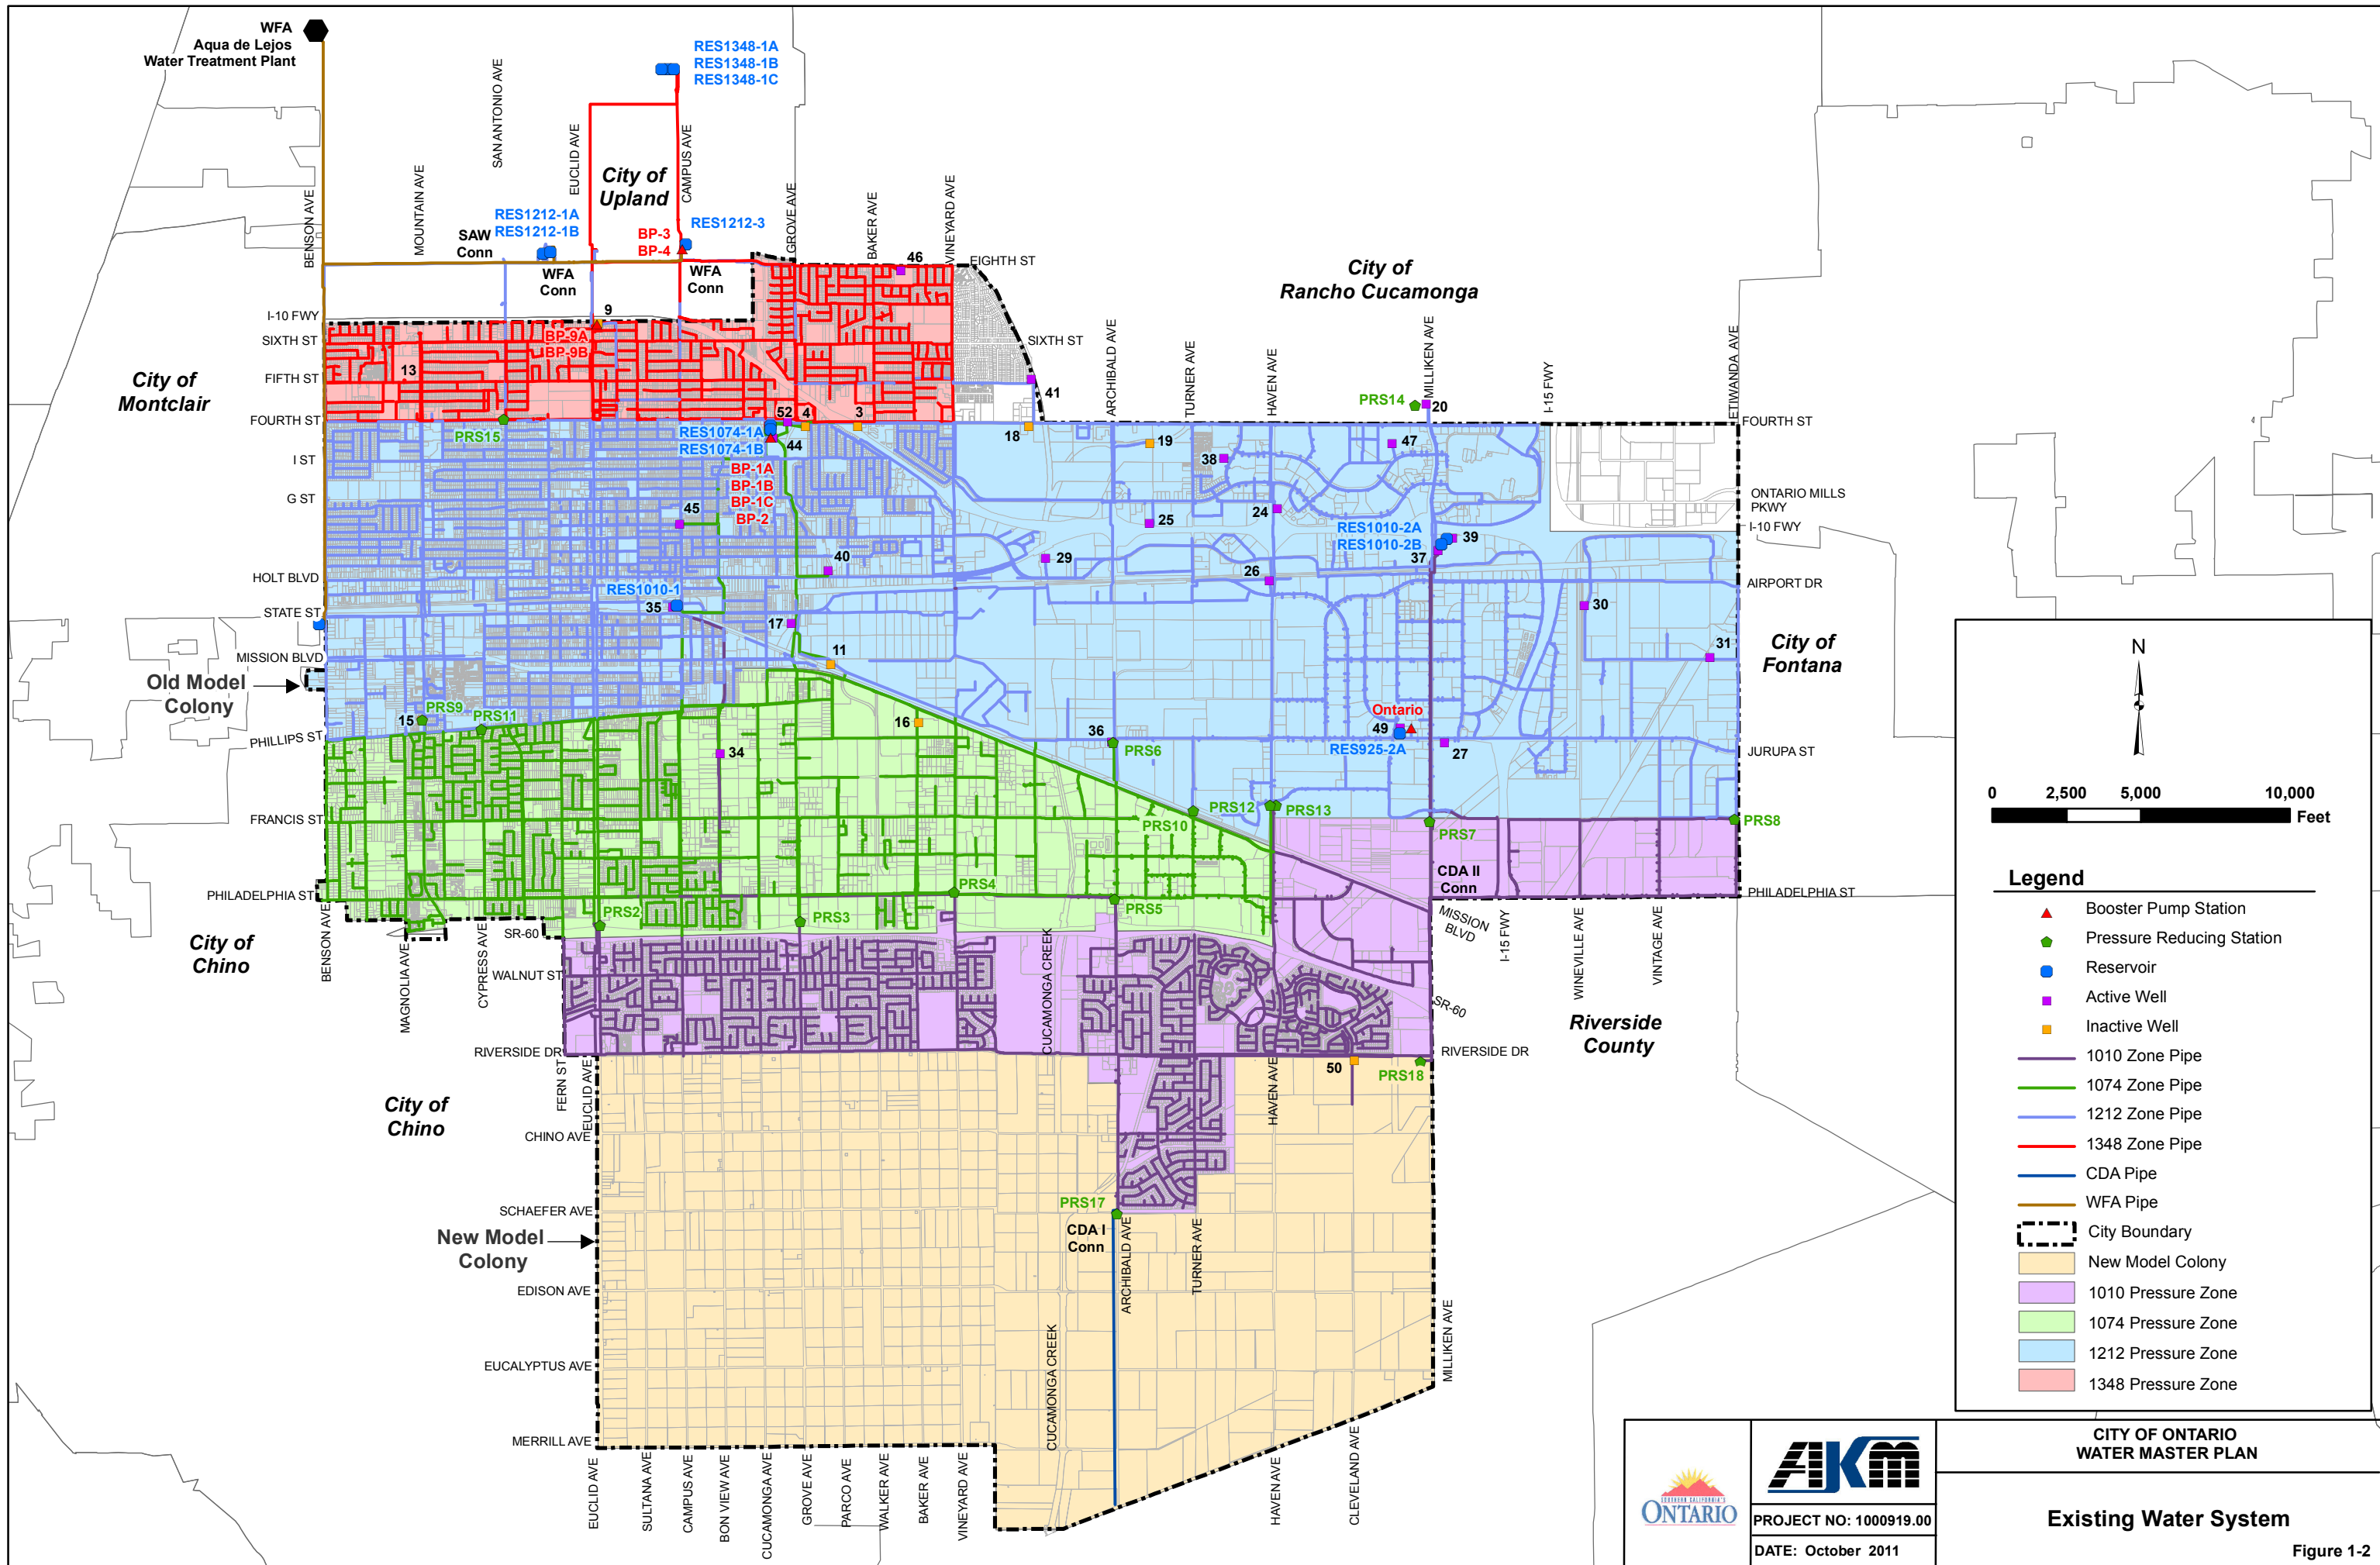 WFA
Aqua de Lejos
Water Treatment Plant
SAN ANTONIO AVE
RES1348-1A
RES1348-1B
RES1348-1C
EUCLID AVE
CAMPUS AVE
City of
Upland
BENSON AVE
MOUNTAIN AVE
RES1212-1A
RES1212-1B
SAW
Conn
WFA
Conn
BP-3
BP-4
RES1212-3
WFA
Conn
GROVE AVE
BAKER AVE
VINEYARD AVE
46
EIGHTH ST
City of
Rancho Cucamonga
I-10 FWY
9
SIXTH ST
BP-9A
BP-9B
SIXTH ST
ARCHIBALD AVE
TURNER AVE
HAVEN AVE
MILLIKEN AVE
I-15 FWY
ETIWANDA AVE
City of
Montclair
FIFTH ST
13
41
PRS14
20
FOURTH ST
52
4
3
FOURTH ST
PRS15
RES1074-1A
RES1074-1B
44
18
19
47
I ST
BP-1A
BP-1B
BP-1C
BP-2
38
G ST
45
25
24
ONTARIO MILLS
PKWY
I-10 FWY
RES1010-2A
RES1010-2B
39
37
40
29
HOLT BLVD
26
AIRPORT DR
RES1010-1
35
30
STATE ST
17
31
City of
Fontana
MISSION BLVD
11
Old Model
Colony
15
PRS9
PRS11
16
Ontario
49
RES925-2A
36
PRS6
27
PHILLIPS ST
34
JURUPA ST
FRANCIS ST
PRS10
PRS12
PRS13
PRS7
PRS8
PHILADELPHIA ST
PRS4
CDA II
Conn
PHILADELPHIA ST
PRS2
PRS3
PRS5
MISSION
BLVD
City of
Chino
BENSON AVE
MAGNOLIA AVE
CYPRESS AVE
SR-60
WALNUT ST
CUCAMONGA CREEK
I-15 FWY
WINEVILLE AVE
VINTAGE AVE
SR-60
Riverside
County
RIVERSIDE DR
RIVERSIDE DR
50
PRS18
FERN ST
EUCLID AVE
HAVEN AVE
City of
Chino
CHINO AVE
PRS17
SCHAEFER AVE
CDA I
Conn
ARCHIBALD AVE
TURNER AVE
New Model
Colony
EDISON AVE
MILLIKEN AVE
EUCALYPTUS AVE
CUCAMONGA CREEK
MERRILL AVE
EUCLID AVE
SULTANA AVE
CAMPUS AVE
BON VIEW AVE
CUCAMONGA AVE
GROVE AVE
PARCO AVE
WALKER AVE
BAKER AVE
VINEYARD AVE
HAVEN AVE
CLEVELAND AVE
N
0 2,500 5,000 10,000
Feet
Legend
Booster Pump Station
Pressure Reducing Station
Reservoir
Active Well
Inactive Well
1010 Zone Pipe
1074 Zone Pipe
1212 Zone Pipe
1348 Zone Pipe
CDA Pipe
WFA Pipe
City Boundary
New Model Colony
1010 Pressure Zone
1074 Pressure Zone
1212 Pressure Zone
1348 Pressure Zone
SOUTHERN CALIFORNIA'S
ONTARIO
AKM
PROJECT NO: 1000919.00
DATE: October 2011
CITY OF ONTARIO
WATER MASTER PLAN
Existing Water System
Figure 1-2